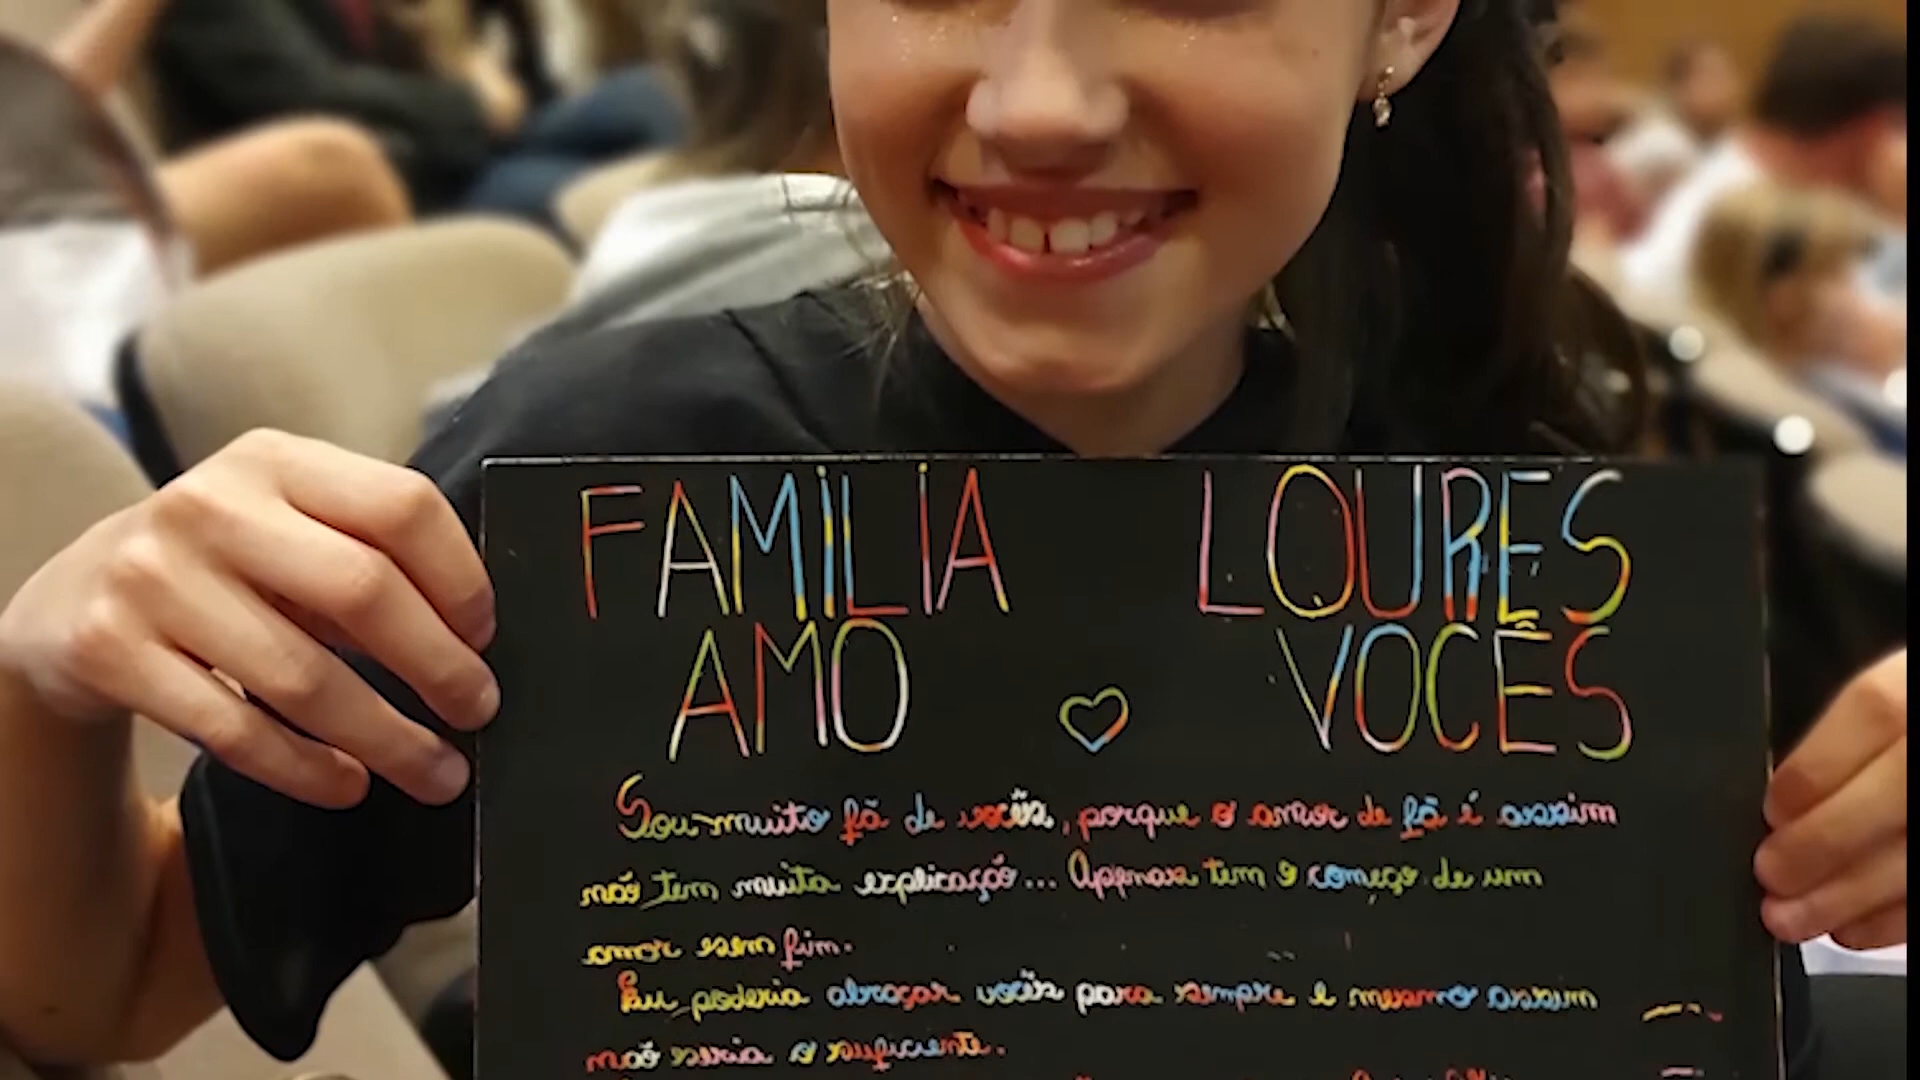 FAMILIA LOURES
AMO VOCÊS
Sou muito fã de vocês, porque o amor de fã é assim
não tem muita explicação... Apenas tem o começo de um
amor sem fim.
Eu poderia abraçar vocês para sempre e mesmo assim
não seria o suficiente.